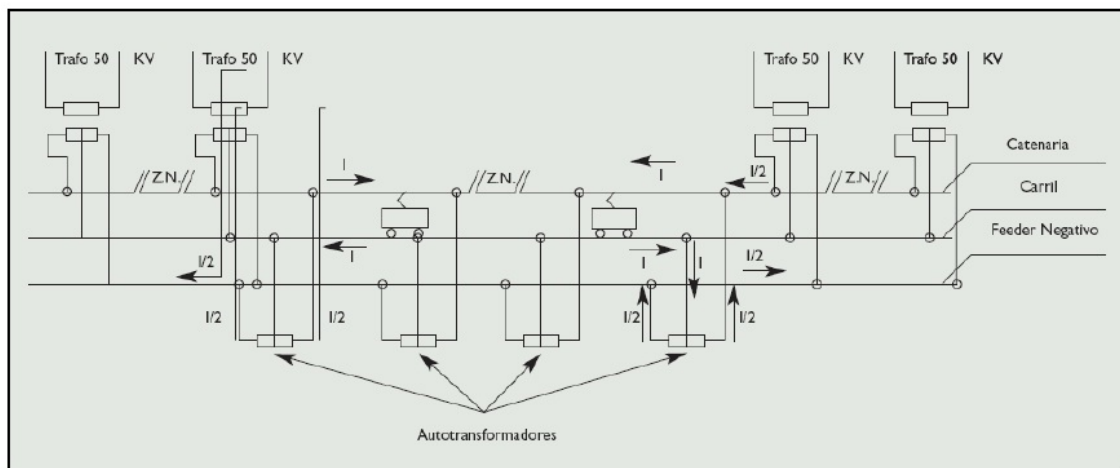 Trafo 50 KV
Trafo 50 KV
Trafo 50 KV
Trafo 50 KV
Catenaria
Z.N.
Z.N.
Z.N.
I
I
I/2
Carril
Feeder Negativo
I/2
I
I
I
I/2
I/2
I/2
I/2
I/2
Autotransformadores